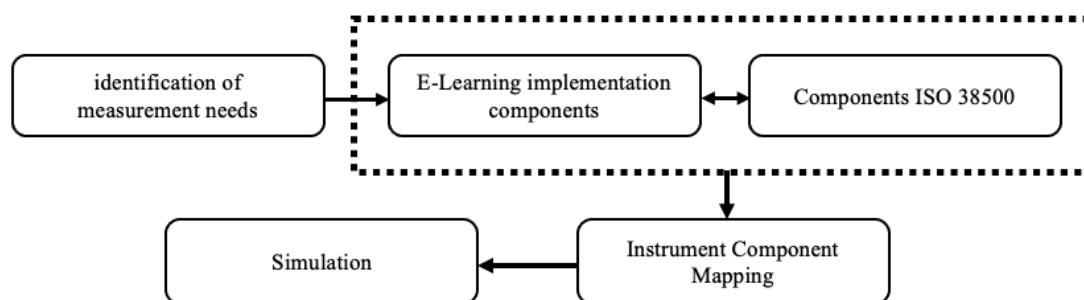 identification of
measurement needs
E-Learning implementation
components
Components ISO 38500
Simulation
Instrument Component
Mapping